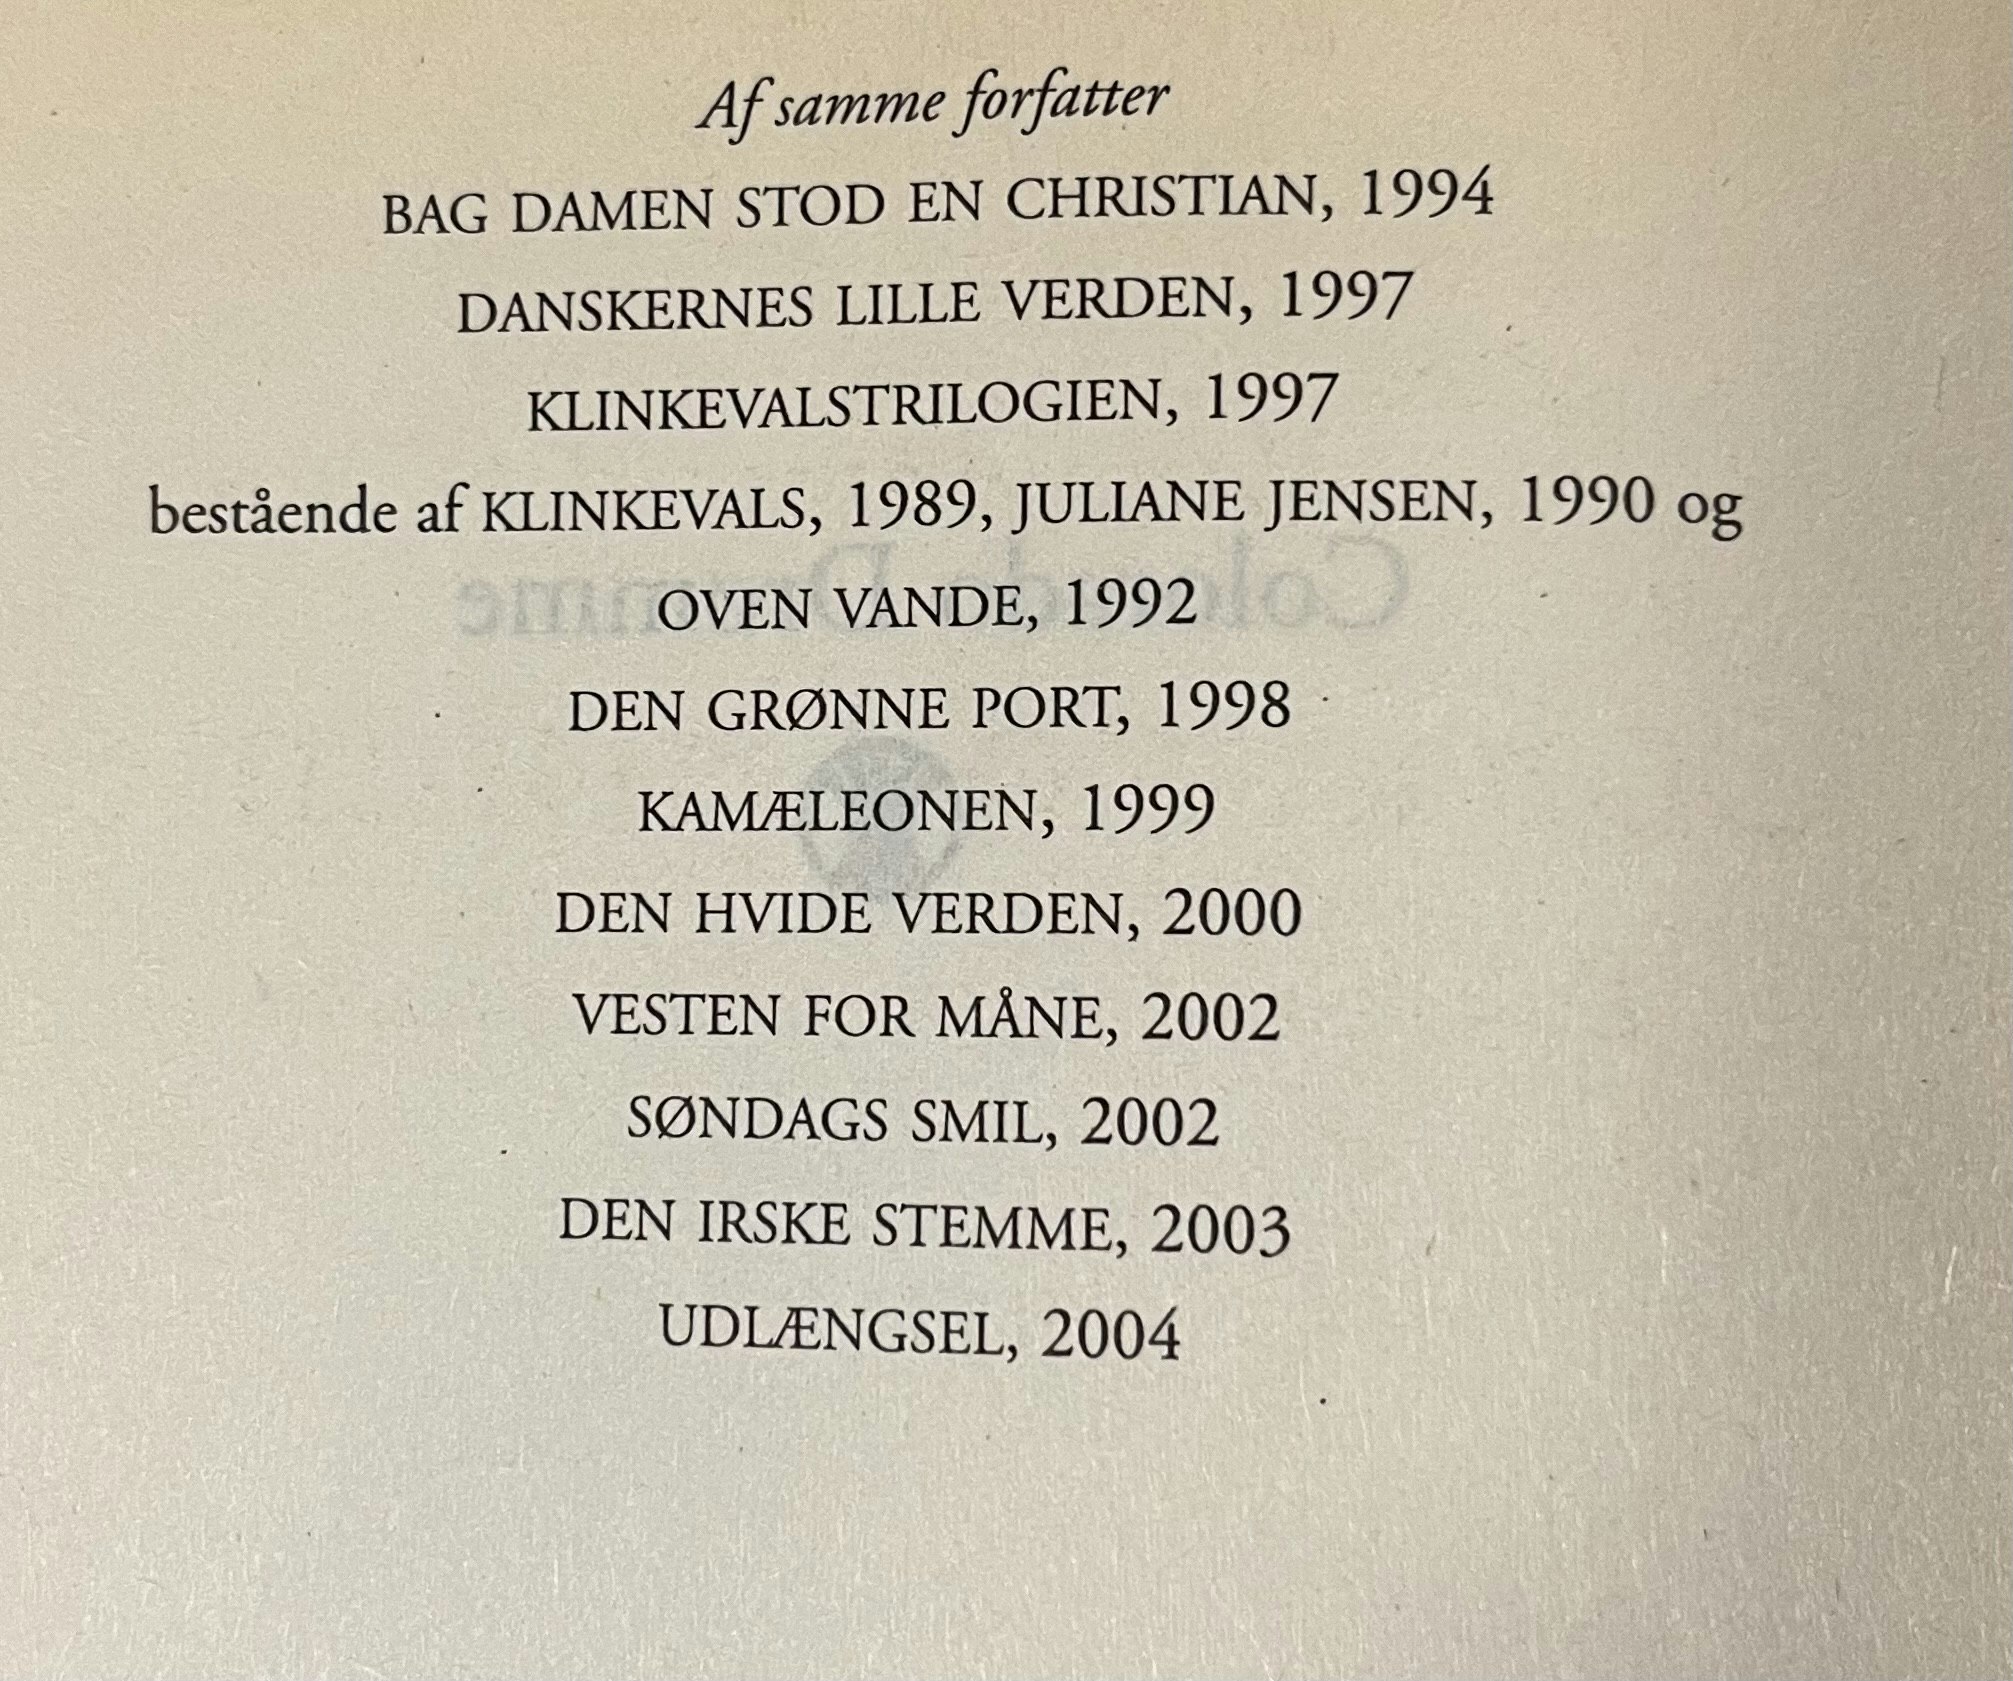 Af samme forfatter
BAG DAMEN STOD EN CHRISTIAN, 1994
DANSKERNES LILLE VERDEN, 1997
KLINKEVALSTRILOGIEN, 1997
bestående af KLINKEVALS, 1989, JULIANE JENSEN, 1990 og
OVEN VANDE, 1992
DEN GRØNNE PORT, 1998
KAMÆLEONEN, 1999
DEN HVIDE VERDEN, 2000
VESTEN FOR MÅNE, 2002
SØNDAGS SMIL, 2002
DEN IRSKE STEMME, 2003
UDLÆNGSEL, 2004